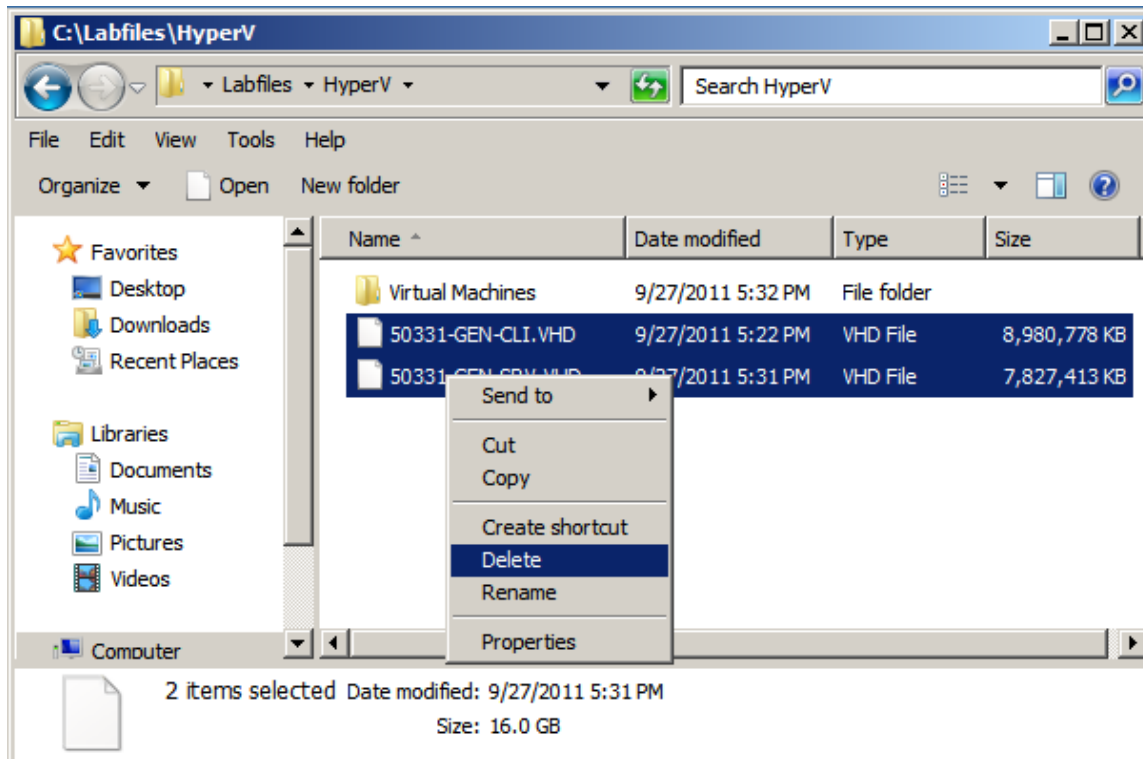 C:\Labfiles\HyperV
Labfiles HyperV Search HyperV
File Edit View Tools Help
Organize Open New folder
Name Date modified Type Size
Favorites
Desktop
Downloads
Recent Places
Libraries
Documents
Music
Pictures
Videos
Computer
Virtual Machines 9/27/2011 5:32 PM File folder
50331-GEN-CLI.VHD 9/27/2011 5:22 PM VHD File 8,980,778 KB
50331-GEN-SRV.VHD 9/27/2011 5:31 PM VHD File 7,827,413 KB
Send to
Cut
Copy
Create shortcut
Delete
Rename
Properties
2 items selected Date modified: 9/27/2011 5:31 PM
Size: 16.0 GB